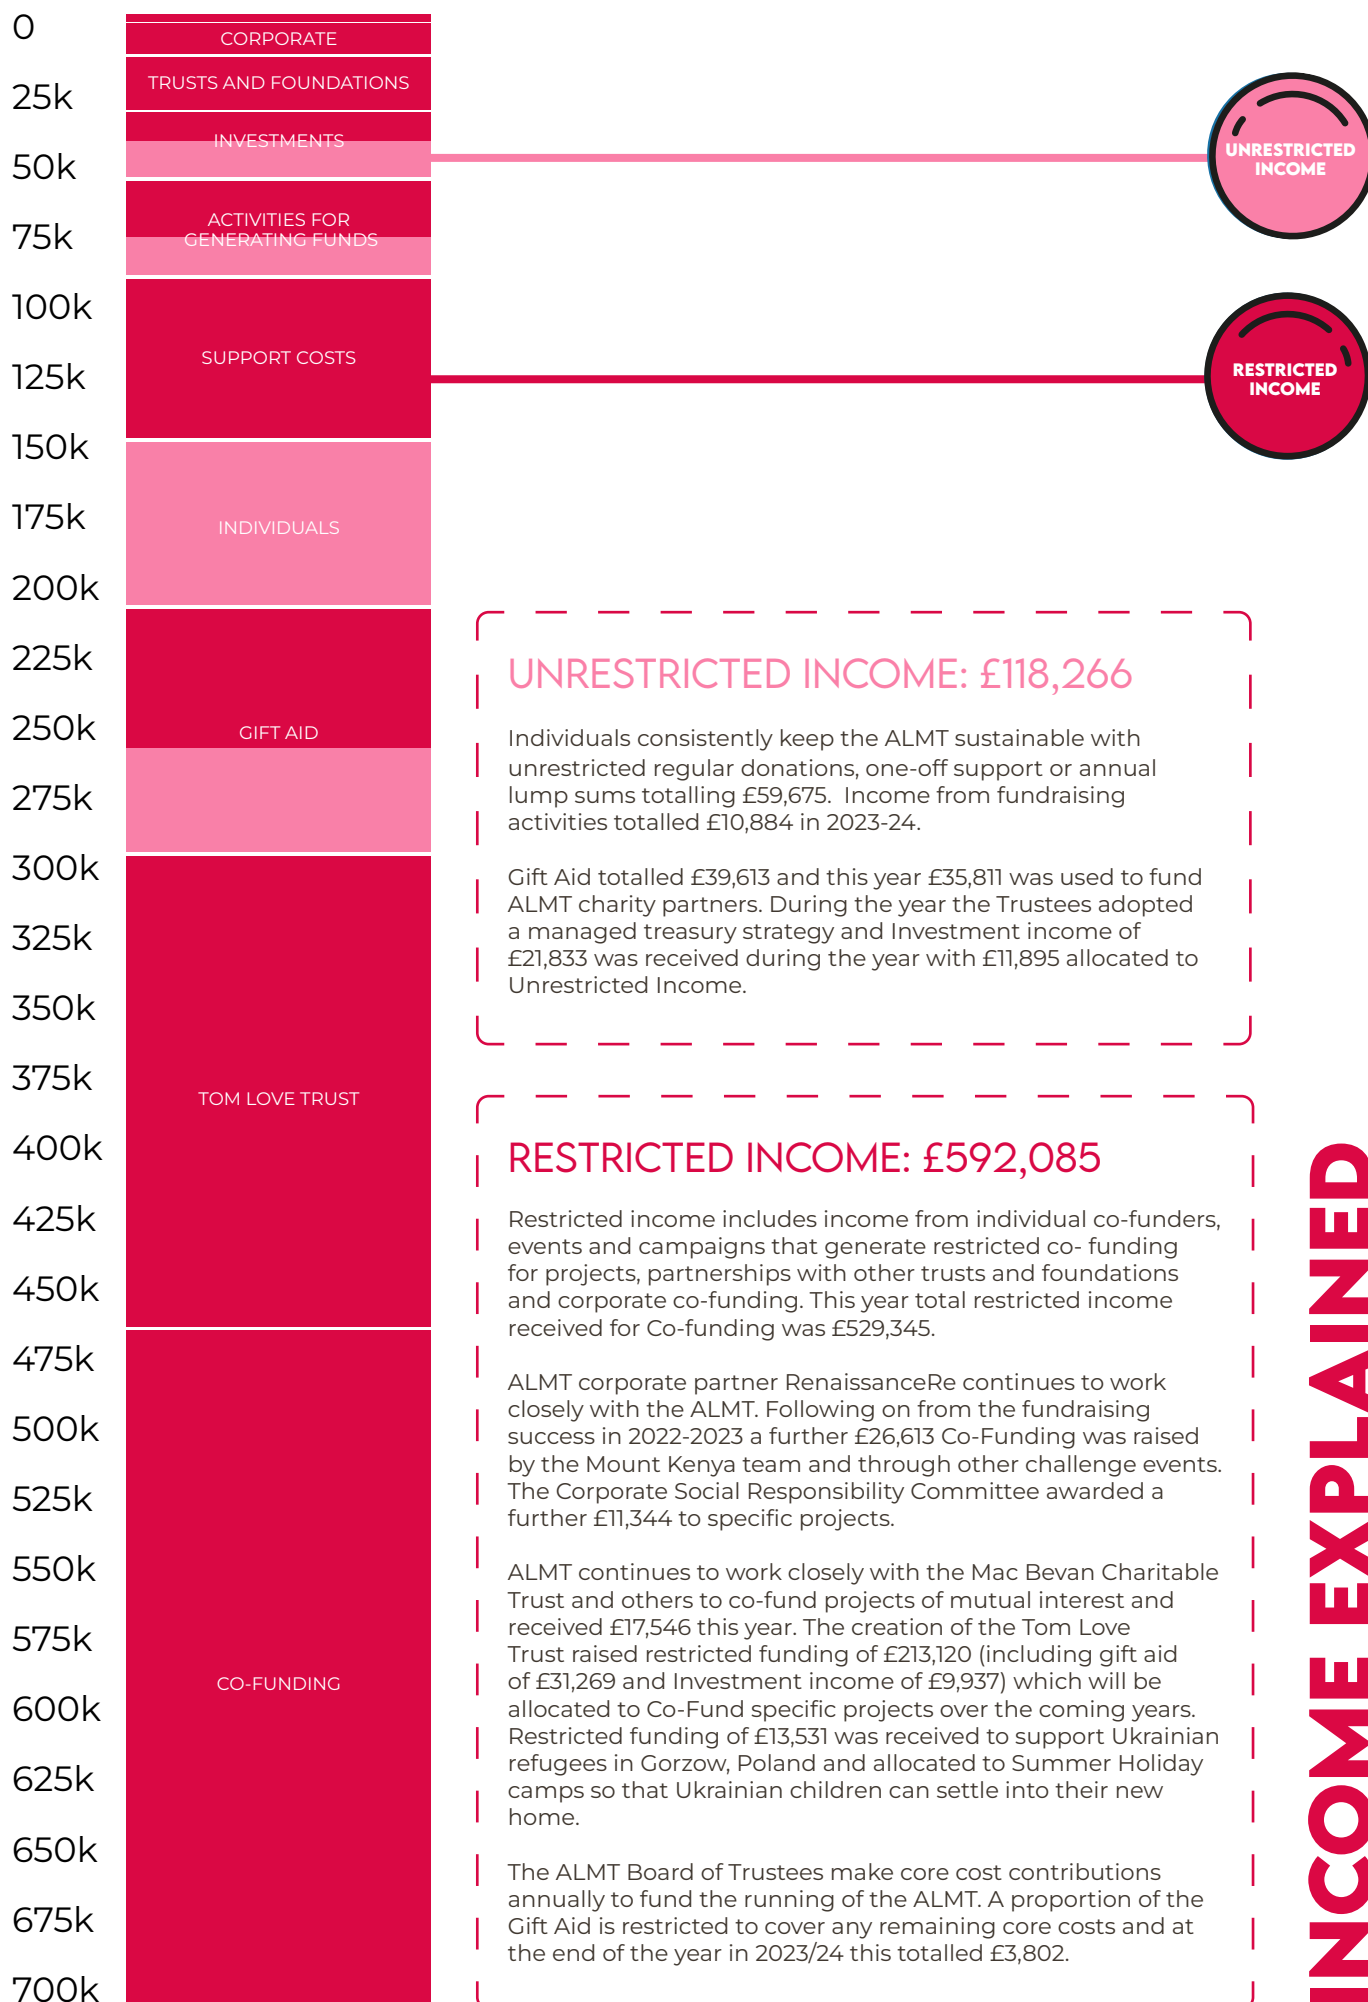 0
25k
50k
75k
100k
125k
150k
175k
200k
225k
250k
275k
300k
325k
350k
375k
400k
425k
450k
475k
500k
525k
550k
575k
600k
625k
650k
675k
700k
CORPORATE
TRUSTS AND FOUNDATIONS
INVESTMENTS
ACTIVITIES FOR
GENERATING FUNDS
SUPPORT COSTS
INDIVIDUALS
GIFT AID
TOM LOVE TRUST
CO-FUNDING
UNRESTRICTED
INCOME
RESTRICTED
INCOME
UNRESTRICTED INCOME: £118,266
Individuals consistently keep the ALMT sustainable with
unrestricted regular donations, one-off support or annual
lump sums totalling £59,675.  Income from fundraising
activities totalled £10,884 in 2023-24.
Gift Aid totalled £39,613 and this year £35,811 was used to fund
ALMT charity partners. During the year the Trustees adopted
a managed treasury strategy and Investment income of
£21,833 was received during the year with £11,895 allocated to
Unrestricted Income.
RESTRICTED INCOME: £592,085
Restricted income includes income from individual co-funders,
events and campaigns that generate restricted co- funding
for projects, partnerships with other trusts and foundations
and corporate co-funding. This year total restricted income
received for Co-funding was £529,345.
ALMT corporate partner RenaissanceRe continues to work
closely with the ALMT. Following on from the fundraising
success in 2022-2023 a further £26,613 Co-Funding was raised
by the Mount Kenya team and through other challenge events.
The Corporate Social Responsibility Committee awarded a
further £11,344 to specific projects.
ALMT continues to work closely with the Mac Bevan Charitable
Trust and others to co-fund projects of mutual interest and
received £17,546 this year. The creation of the Tom Love
Trust raised restricted funding of £213,120 (including gift aid
of £31,269 and Investment income of £9,937) which will be
allocated to Co-Fund specific projects over the coming years.
Restricted funding of £13,531 was received to support Ukrainian
refugees in Gorzow, Poland and allocated to Summer Holiday
camps so that Ukrainian children can settle into their new
home.
The ALMT Board of Trustees make core cost contributions
annually to fund the running of the ALMT. A proportion of the
Gift Aid is restricted to cover any remaining core costs and at
the end of the year in 2023/24 this totalled £3,802.
INCOME EXPLAINED